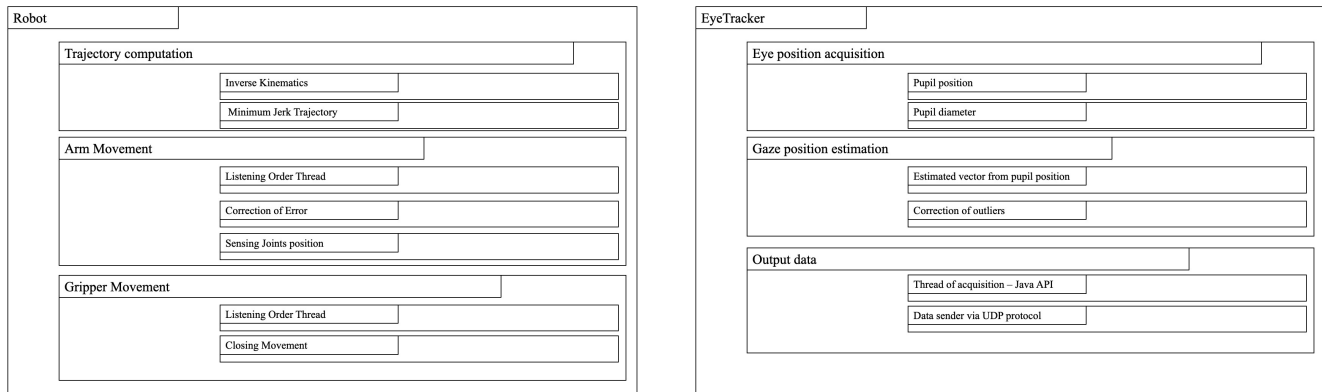 Robot
Trajectory computation
Inverse Kinematics
Minimum Jerk Trajectory
Arm Movement
Listening Order Thread
Correction of Error
Sensing Joints position
Gripper Movement
Listening Order Thread
Closing Movement
EyeTracker
Eye position acquisition
Pupil position
Pupil diameter
Gaze position estimation
Estimated vector from pupil position
Correction of outliers
Output data
Thread of acquisition – Java API
Data sender via UDP protocol